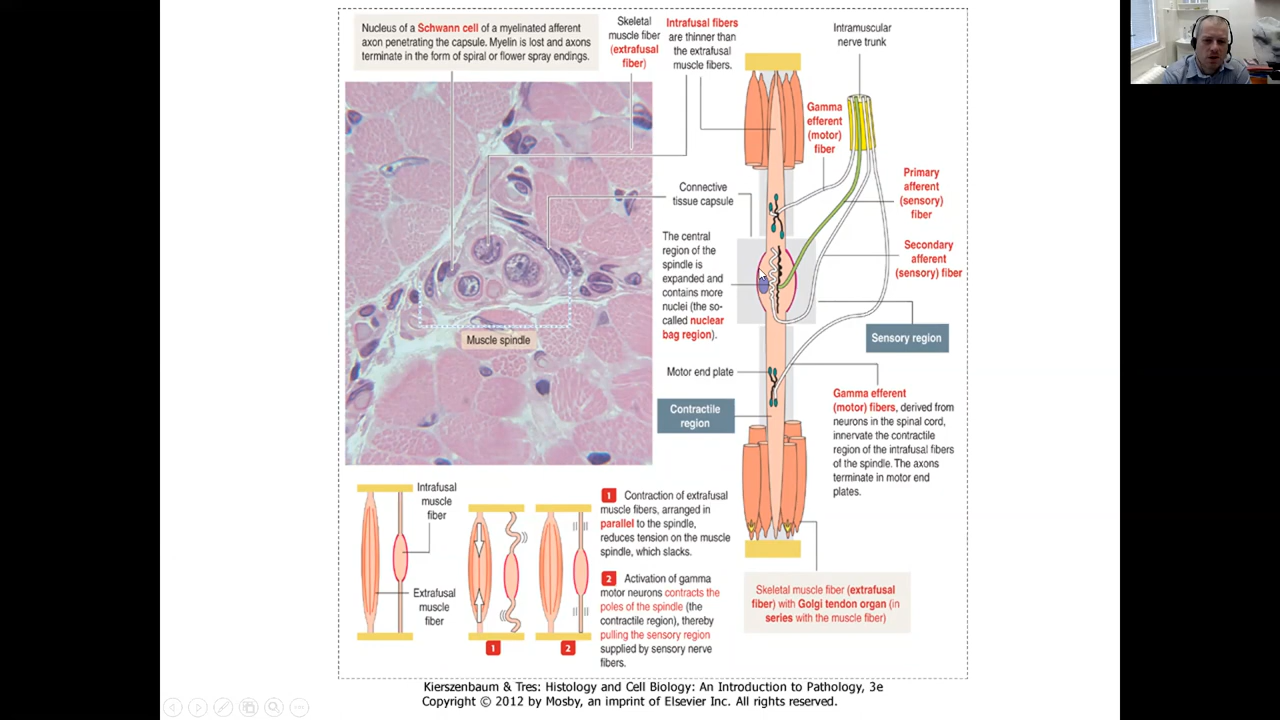 Nucleus of a Schwann cell of a myelinated afferent
axon penetrating the capsule. Myelin is lost and axons
terminate in the form of spiral or flower spray endings.
Skeletal
muscle fiber
(extrafusal
fiber)
Intrafusal fibers
are thinner than
the extrafusal
muscle fibers.
Intramuscular
nerve trunk
Gamma
efferent
(motor)
fiber
Primary
afferent
(sensory)
fiber
Connective
tissue capsule
The central
region of the
spindle is
expanded and
contains more
nuclei (the so-
called nuclear
bag region).
Secondary
afferent
(sensory) fiber
Muscle spindle
Sensory region
Motor end plate
Contractile
region
Gamma efferent
(motor) fibers, derived from
neurons in the spinal cord,
innervate the contractile
region of the intrafusal fibers
of the spindle. The axons
terminate in motor end
plates.
Intrafusal
muscle
fiber
Extrafusal
muscle
fiber
1
2
1 Contraction of extrafusal
muscle fibers, arranged in
parallel to the spindle,
reduces tension on the muscle
spindle, which slacks.
2 Activation of gamma
motor neurons contracts the
poles of the spindle (the
contractile region), thereby
pulling the sensory region
supplied by sensory nerve
fibers.
Skeletal muscle fiber (extrafusal
fiber) with Golgi tendon organ (in
series with the muscle fiber)
Kierszenbaum & Tres: Histology and Cell Biology: An Introduction to Pathology, 3e
Copyright © 2012 by Mosby, an imprint of Elsevier Inc. All rights reserved.